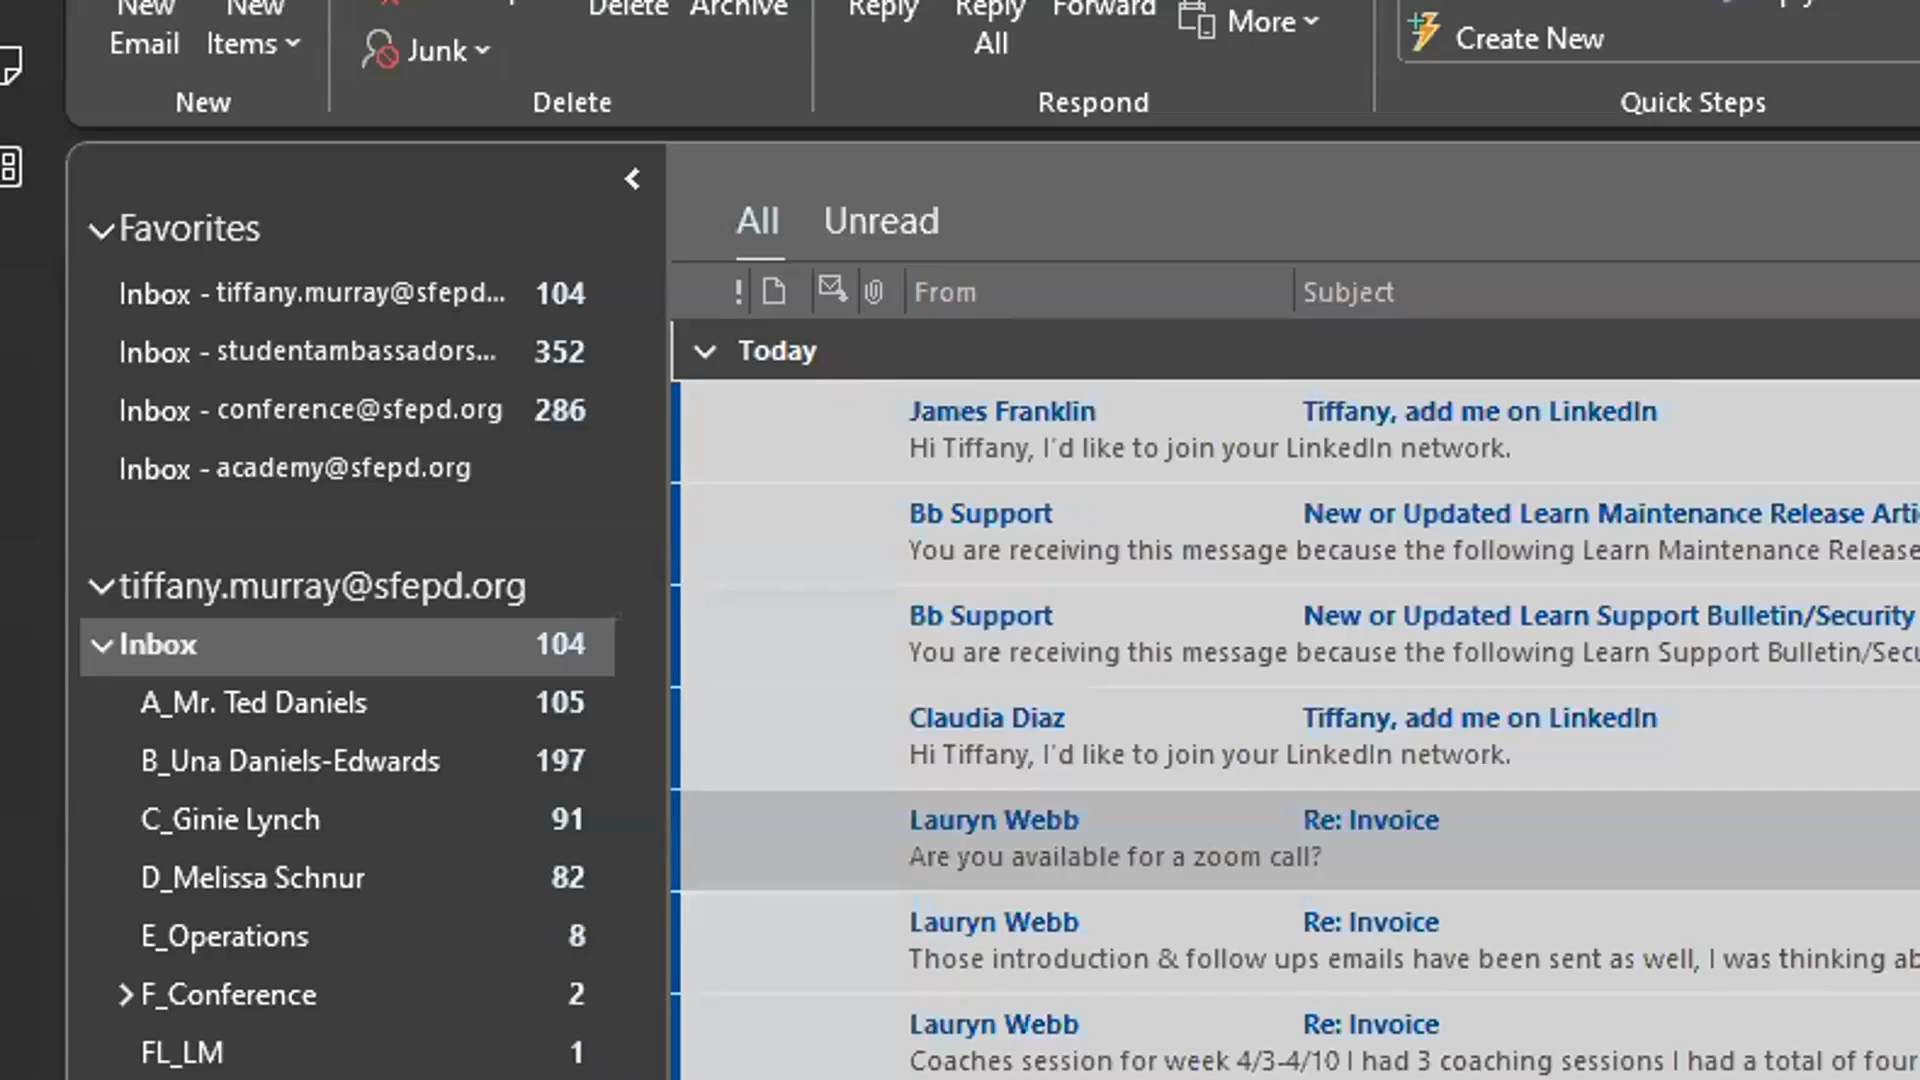 New New Delete Archive Reply Reply Forward
Email Items All More Create New
Junk
New Delete Respond Quick Steps
Favorites
All Unread
Inbox - tiffany.murray@sfepd... 104
From Subject
Inbox - studentambassadors... 352
Today
Inbox - conference@sfepd.org 286
James Franklin Tiffany, add me on LinkedIn
Hi Tiffany, I'd like to join your LinkedIn network.
Inbox - academy@sfepd.org
Bb Support New or Updated Learn Maintenance Release Arti
You are receiving this message because the following Learn Maintenance Release
tiffany.murray@sfepd.org
Bb Support New or Updated Learn Support Bulletin/Security
You are receiving this message because the following Learn Support Bulletin/Secu
Inbox 104
A_Mr. Ted Daniels 105
Claudia Diaz Tiffany, add me on LinkedIn
Hi Tiffany, I'd like to join your LinkedIn network.
B_Una Daniels-Edwards 197
C_Ginie Lynch 91
Lauryn Webb Re: Invoice
Are you available for a zoom call?
D_Melissa Schnur 82
Lauryn Webb Re: Invoice
Those introduction & follow ups emails have been sent as well, I was thinking ab
E_Operations 8
F_Conference 2
Lauryn Webb Re: Invoice
Coaches session for week 4/3-4/10 I had 3 coaching sessions I had a total of four
FL_LM 1